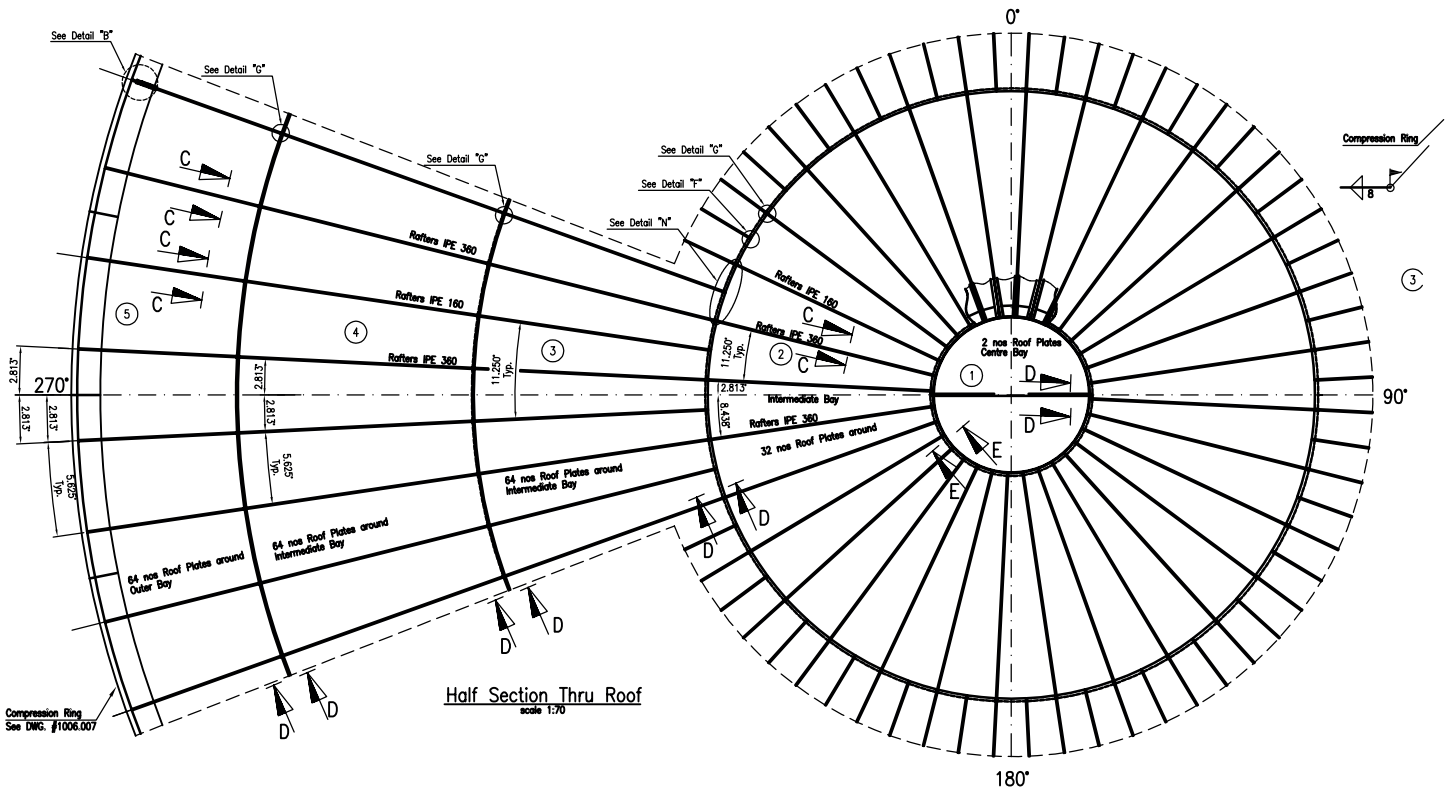 0°
See Detail "B"
See Detail "G"
See Detail "G"
See Detail "G"
See Detail "F"
See Detail "N"
Compression Ring
8
C
C
C
C
Rafters IPE 360
Rafters IPE 160
Rafters IPE 360
Rafters IPE 160
C
Rafters IPE 360
C
3
5
4
3
2
1
2 nos Roof Plates
Centre Bay
D
D
11.250°
Typ.
11.250°
Typ.
2.813°
270°
2.813°
2.813°
2.813°
2.813°
2.813°
8.438°
Intermediate Bay
Rafters IPE 360
32 nos Roof Plates around
90°
5.625°
Typ.
5.625°
Typ.
E
E
64 nos Roof Plates around
Intermediate Bay
64 nos Roof Plates around
Intermediate Bay
64 nos Roof Plates around
Outer Bay
D
D
D
D
D
D
Half Section Thru Roof
scale 1:70
Compression Ring
See DWG. #1006.007
180°